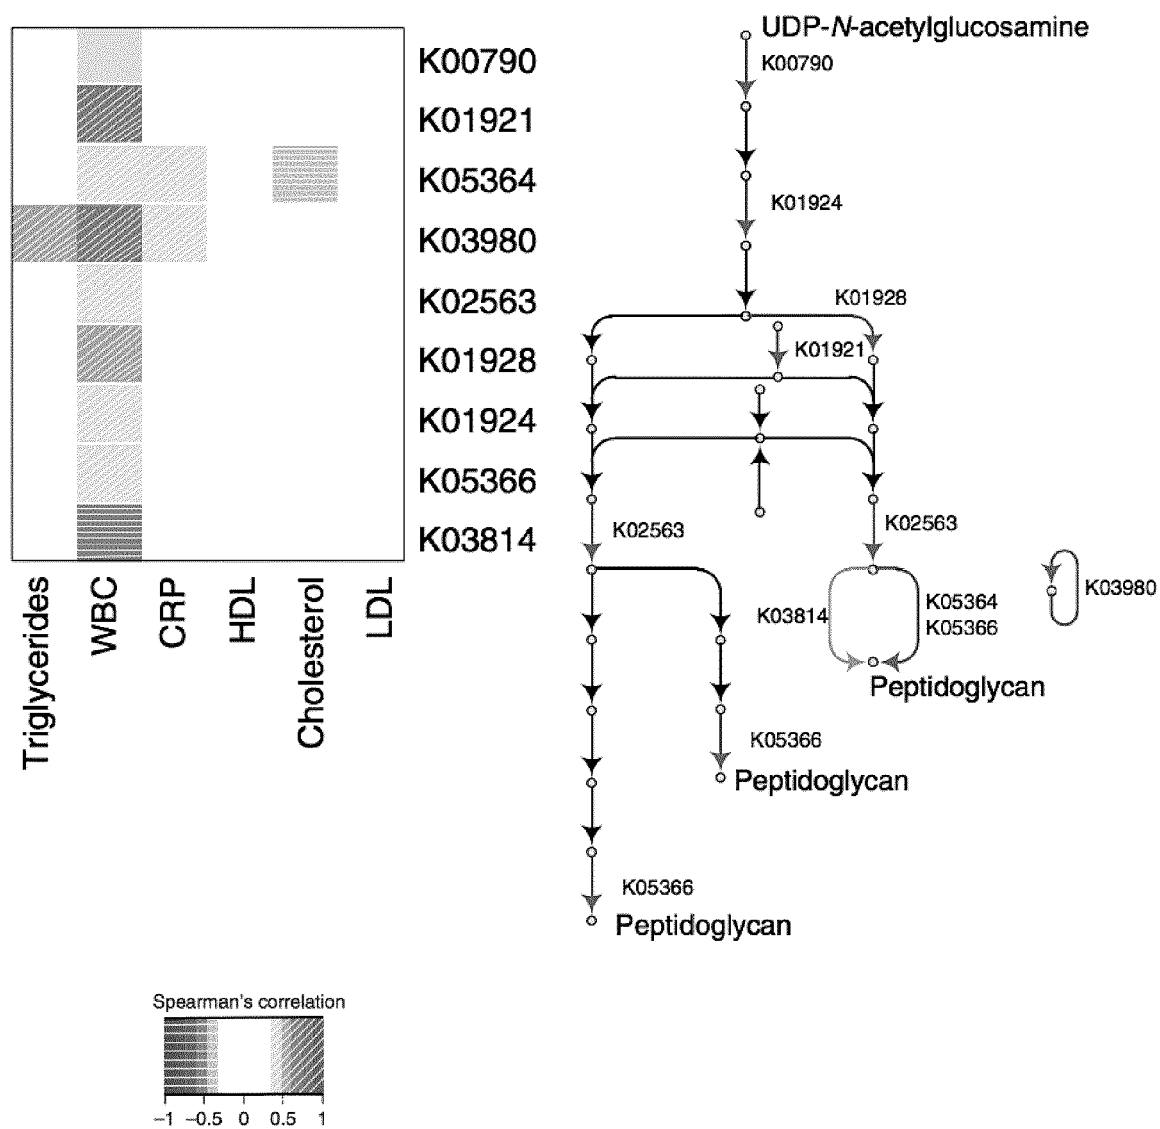 K00790
K01921
K05364
K03980
K02563
K01928
K01924
K05366
K03814
Triglycerides
WBC
CRP
HDL
Cholesterol
LDL
UDP-N-acetylglucosamine
K00790
K01924
K01928
K01921
K02563
K02563
K03814
K05364
K05366
K03980
Peptidoglycan
K05366
Peptidoglycan
K05366
Peptidoglycan
Spearman's correlation
−1 −0.5 0 0.5 1